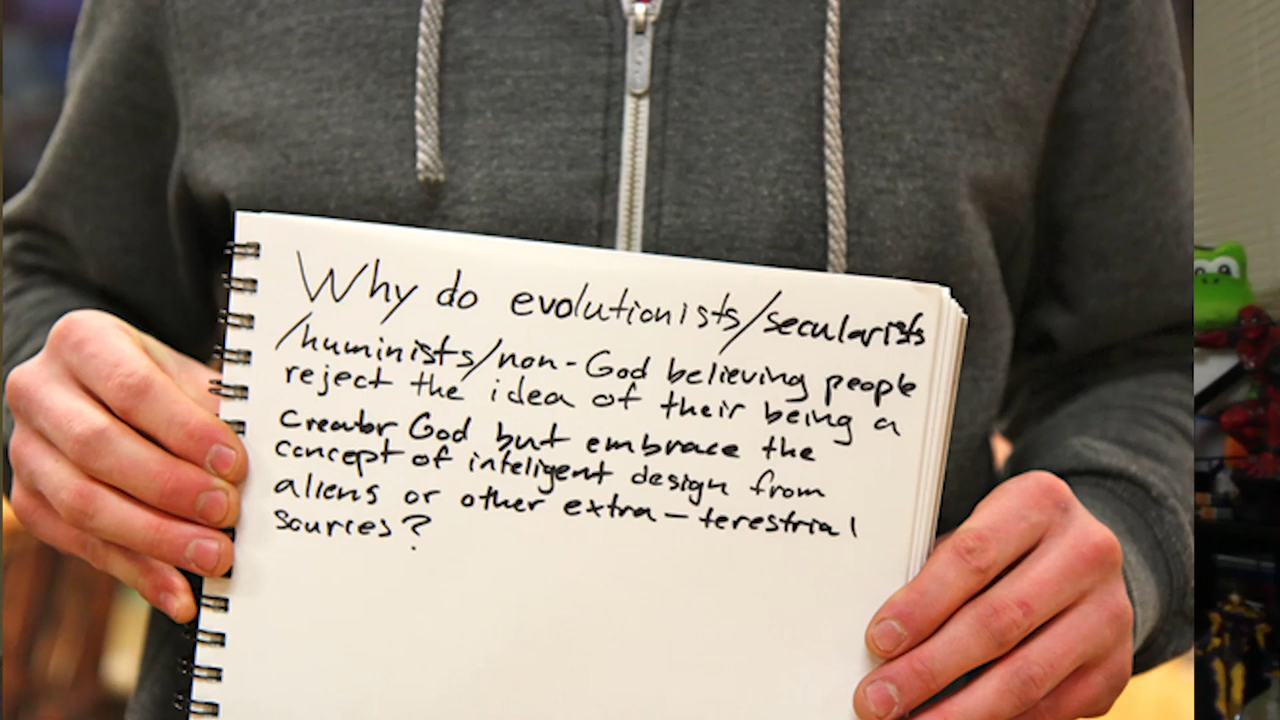 Why do evolutionists/secularists
/huminists/non-God believing people
reject the idea of their being a
Creator God but embrace the
concept of inteligent design from
aliens or other extra-terestrial
sources?